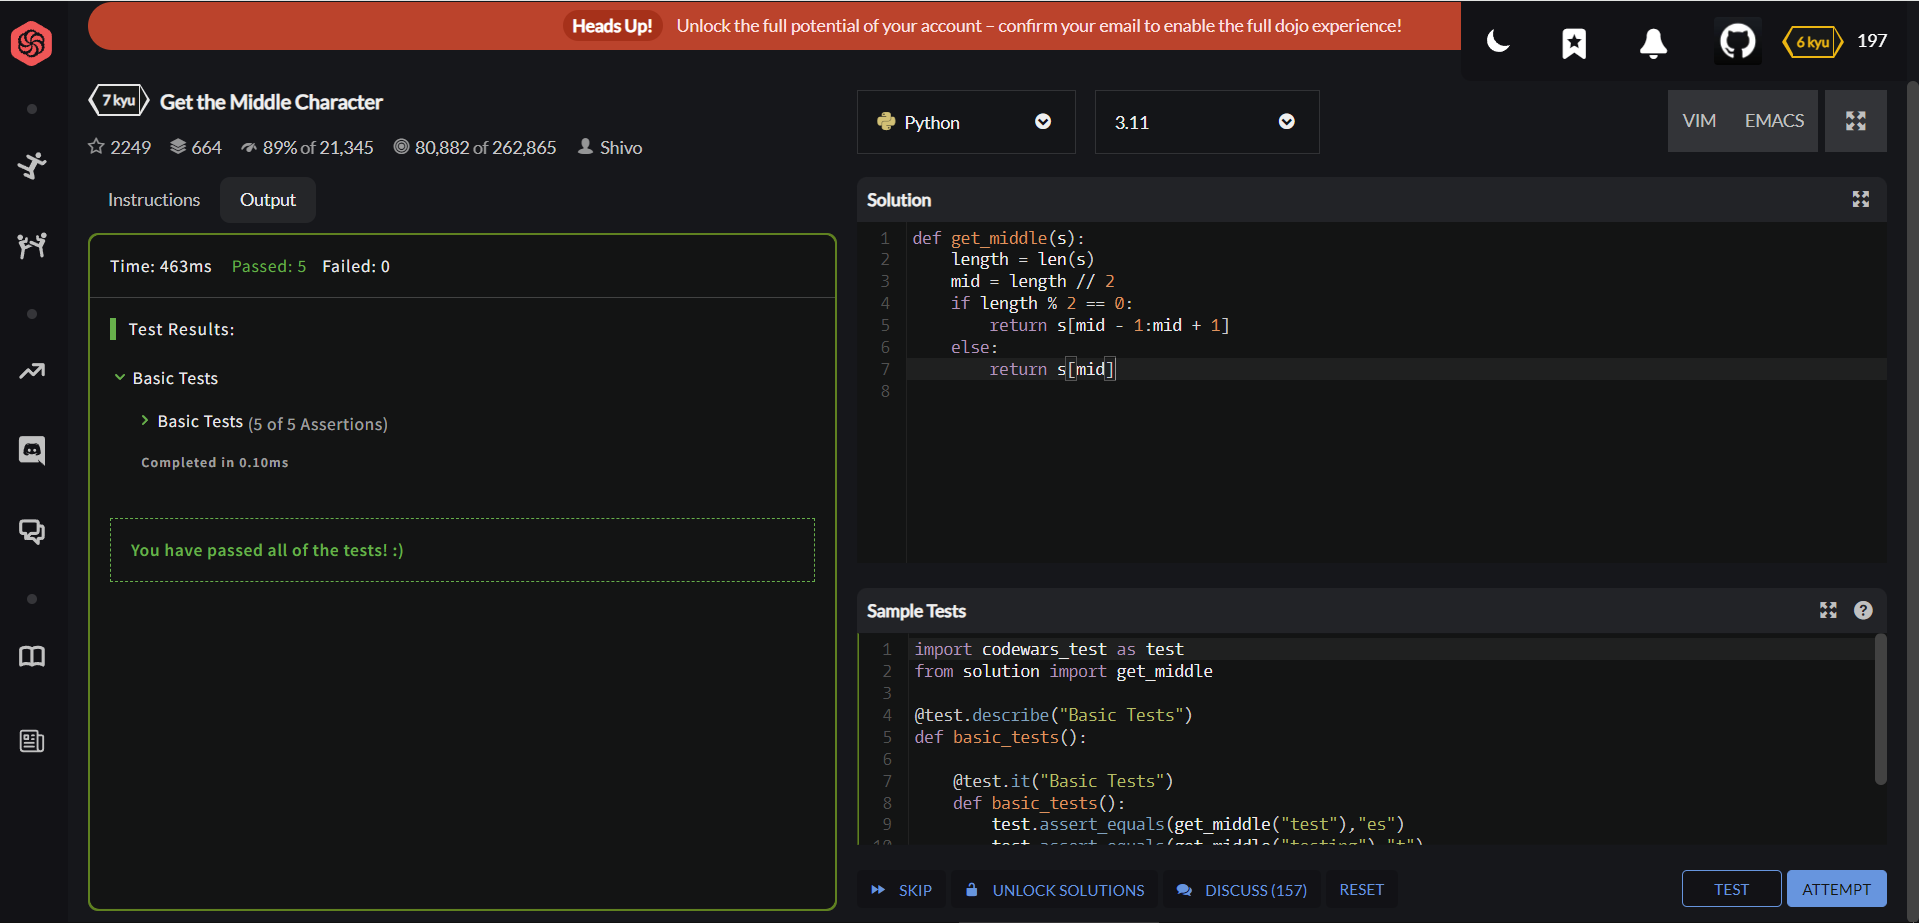 Heads Up! Unlock the full potential of your account – confirm your email to enable the full dojo experience!
6 kyu 197
7 kyu Get the Middle Character
2249 664 89% of 21,345 80,882 of 262,865 Shivo
Instructions Output
Time: 463ms Passed: 5 Failed: 0
Test Results:
Basic Tests
Basic Tests (5 of 5 Assertions)
Completed in 0.10ms
You have passed all of the tests! :)
Python 3.11 VIM EMACS
Solution
1 def get_middle(s):
2 length = len(s)
3 mid = length // 2
4 if length % 2 == 0:
5 return s[mid - 1:mid + 1]
6 else:
7 return s[mid]
8
Sample Tests ?
1 import codewars_test as test
2 from solution import get_middle
3
4 @test.describe("Basic Tests")
5 def basic_tests():
6
7 @test.it("Basic Tests")
8 def basic_tests():
9 test.assert_equals(get_middle("test"),"es")
10 test.assert_equals(get_middle("testing"),"t")
SKIP UNLOCK SOLUTIONS DISCUSS (157) RESET TEST ATTEMPT